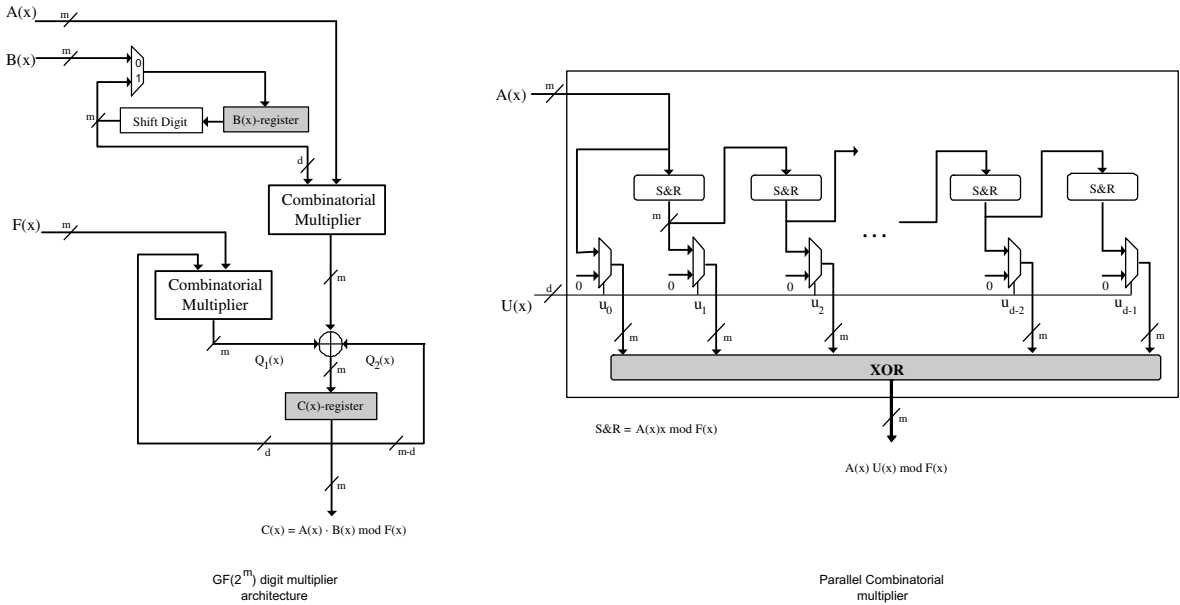 A(x)
m
B(x)
m
0
1
m
Shift Digit
B(x)-register
d
Combinatorial
Multiplier
F(x)
m
Combinatorial
Multiplier
m
m
Q1(x)
Q2(x)
m
C(x)-register
d
m-d
m
C(x) = A(x) · B(x) mod F(x)
GF(2^m) digit multiplier
architecture
A(x)
m
S&R
S&R
S&R
S&R
m
...
0
0
0
0
0
U(x)
d
u0
u1
u2
ud-2
ud-1
m
m
m
m
m
XOR
m
S&R = A(x)x mod F(x)
A(x) U(x) mod F(x)
Parallel Combinatorial
multiplier